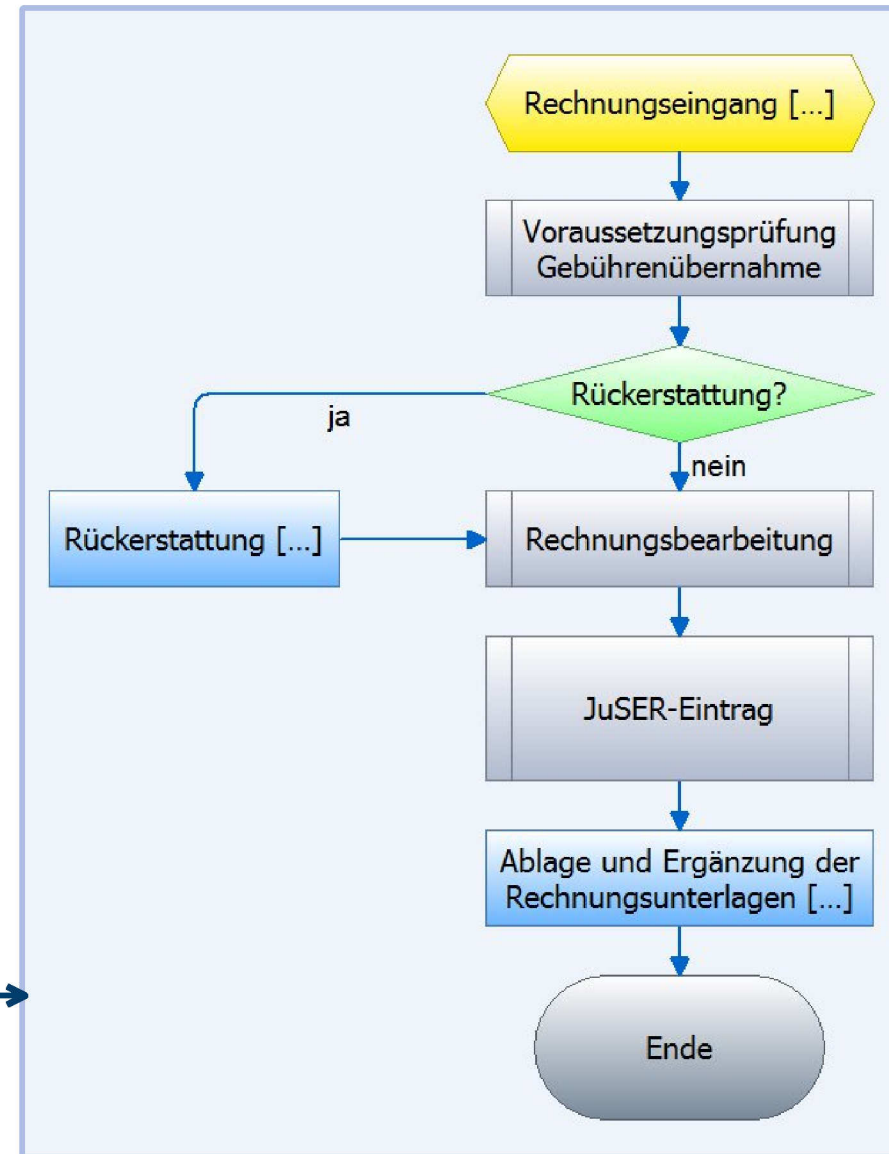 Rechnungseingang [...]
Voraussetzungsprüfung
Gebührenübernahme
Rückerstattung?
ja
nein
Rückerstattung [...]
Rechnungsbearbeitung
JuSER-Eintrag
Ablage und Ergänzung der
Rechnungsunterlagen [...]
Ende